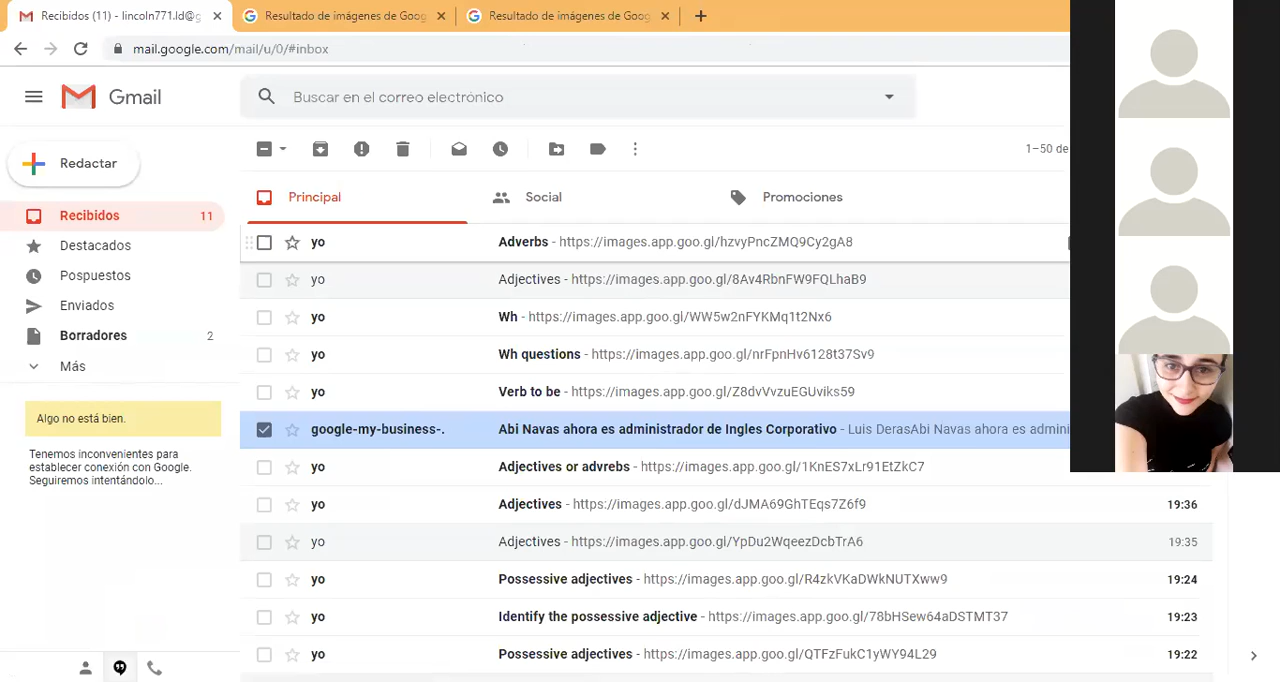 Recibidos (11) - lincoln771.ld@g
Resultado de imágenes de Goog
Resultado de imágenes de Goog
mail.google.com/mail/u/0/#inbox
Gmail
Buscar en el correo electrónico
Redactar
1–50 de
Principal
Social
Promociones
Recibidos 11
Destacados
Pospuestos
Enviados
Borradores 2
Más
Algo no está bien.
Tenemos inconvenientes para
establecer conexión con Google.
Seguiremos intentándolo...
yo Adverbs - https://images.app.goo.gl/hzvyPncZMQ9Cy2gA8
yo Adjectives - https://images.app.goo.gl/8Av4RbnFW9FQLhaB9
yo Wh - https://images.app.goo.gl/WW5w2nFYKMq1t2Nx6
yo Wh questions - https://images.app.goo.gl/nrFpnHv6128t37Sv9
yo Verb to be - https://images.app.goo.gl/Z8dvVvzuEGUviks59
google-my-business-. Abi Navas ahora es administrador de Ingles Corporativo - Luis DerasAbi Navas ahora es admini
yo Adjectives or advrebs - https://images.app.goo.gl/1KnES7xLr91EtZkC7
yo Adjectives - https://images.app.goo.gl/dJMA69GhTEqs7Z6f9 19:36
yo Adjectives - https://images.app.goo.gl/YpDu2WqeezDcbTrA6 19:35
yo Possessive adjectives - https://images.app.goo.gl/R4zkVKaDWkNUTXww9 19:24
yo Identify the possessive adjective - https://images.app.goo.gl/78bHSew64aDSTMT37 19:23
yo Possessive adjectives - https://images.app.goo.gl/QTFzFukC1yWY94L29 19:22